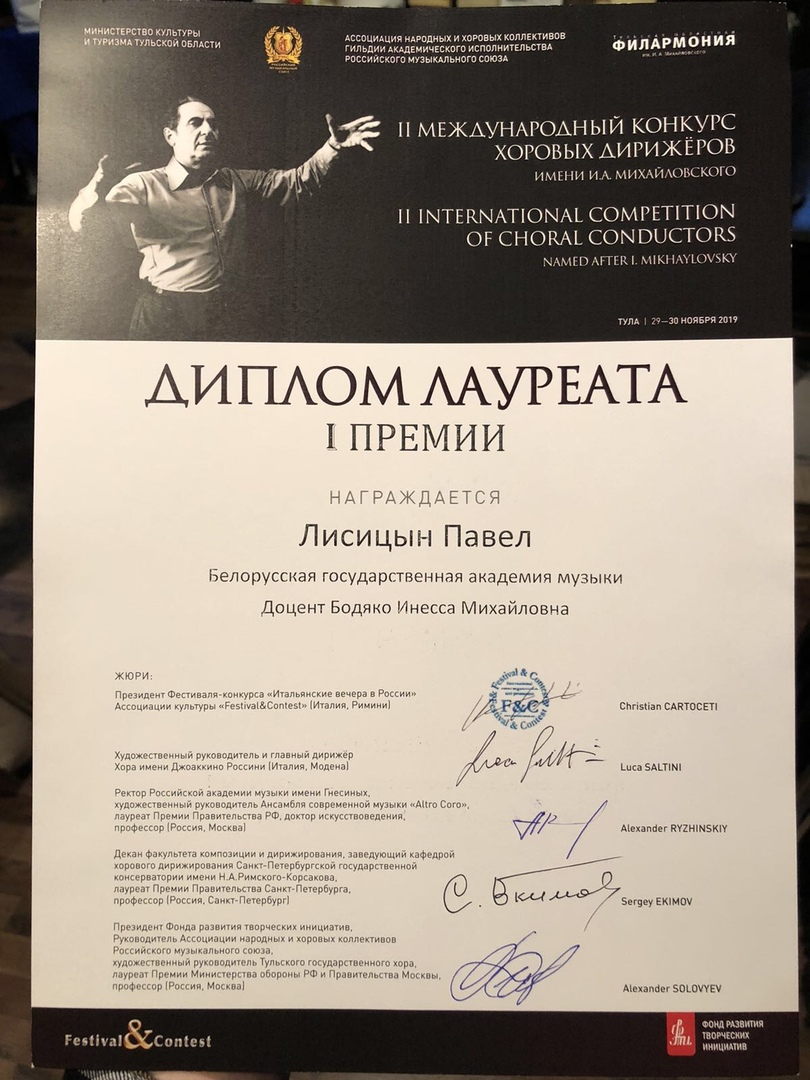 МИНИСТЕРСТВО КУЛЬТУРЫ
И ТУРИЗМА ТУЛЬСКОЙ ОБЛАСТИ
АССОЦИАЦИЯ НАРОДНЫХ И ХОРОВЫХ КОЛЛЕКТИВОВ
ГИЛЬДИИ АКАДЕМИЧЕСКОГО ИСПОЛНИТЕЛЬСТВА
РОССИЙСКОГО МУЗЫКАЛЬНОГО СОЮЗА
ФИЛАРМОНИЯ
II МЕЖДУНАРОДНЫЙ КОНКУРС
ХОРОВЫХ ДИРИЖЁРОВ
ИМЕНИ И.А. МИХАЙЛОВСКОГО
II INTERNATIONAL COMPETITION
OF CHORAL CONDUCTORS
NAMED AFTER I. MIKHAYLOVSKY
ТУЛА | 29—30 НОЯБРЯ 2019
ДИПЛОМ ЛАУРЕАТА
I ПРЕМИИ
НАГРАЖДАЕТСЯ
Лисицын Павел
Белорусская государственная академия музыки
Доцент Бодяко Инесса Михайловна
ЖЮРИ:
Президент Фестиваля-конкурса «Итальянские вечера в России»
Ассоциации культуры «Festival&Contest» (Италия, Римини)
Festival & Contest
F&C
Festival & Contest
Christian CARTOCETI
Художественный руководитель и главный дирижёр
Хора имени Джоаккино Россини (Италия, Модена)
Luca SALTINI
Ректор Российской академии музыки имени Гнесиных,
художественный руководитель Ансамбля современной музыки «Altro Coro»,
лауреат Премии Правительства РФ, доктор искусствоведения,
профессор (Россия, Москва)
Alexander RYZHINSKIY
Декан факультета композиции и дирижирования, заведующий кафедрой
хорового дирижирования Санкт-Петербургской государственной
консерватории имени Н.А.Римского-Корсакова,
лауреат Премии Правительства Санкт-Петербурга,
профессор (Россия, Санкт-Петербург)
С. Екимов
Sergey EKIMOV
Президент Фонда развития творческих инициатив,
Руководитель Ассоциации народных и хоровых коллективов
Российского музыкального союза,
художественный руководитель Тульского государственного хора,
лауреат Премии Министерства обороны РФ и Правительства Москвы,
профессор (Россия, Москва)
Alexander SOLOVYEV
Festival&Contest
ФОНД РАЗВИТИЯ
ТВОРЧЕСКИХ
ИНИЦИАТИВ